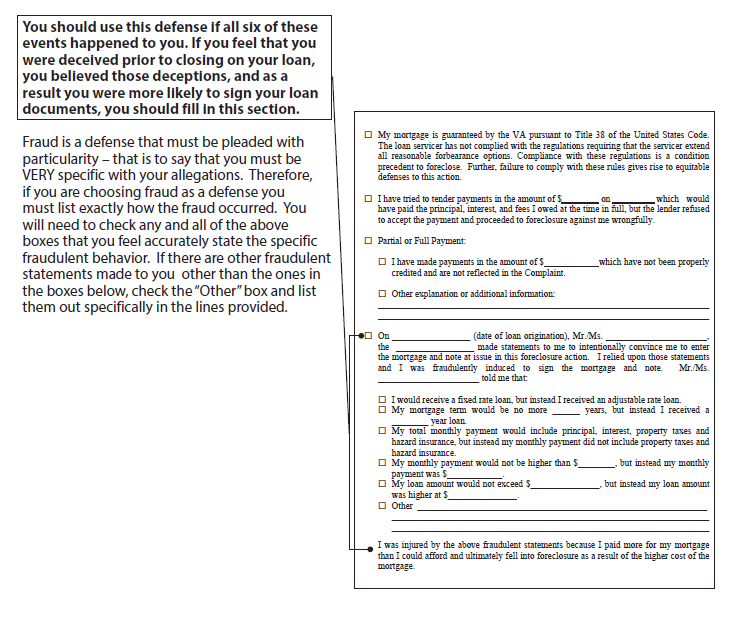 You should use this defense if all six of these
events happened to you. If you feel that you
were deceived prior to closing on your loan,
you believed those deceptions, and as a
result you were more likely to sign your loan
documents, you should fill in this section.
Fraud is a defense that must be pleaded with
particularity – that is to say that you must be
VERY specific with your allegations. Therefore,
if you are choosing fraud as a defense you
must list exactly how the fraud occurred. You
will need to check any and all of the above
boxes that you feel accurately state the specific
fraudulent behavior. If there are other fraudulent
statements made to you other than the ones in
the boxes below, check the "Other" box and list
them out specifically in the lines provided.
☐ My mortgage is guaranteed by the VA pursuant to Title 38 of the United States Code.
The loan servicer has not complied with the regulations requiring that the servicer extend
all reasonable forbearance options. Compliance with these regulations is a condition
precedent to foreclose. Further, failure to comply with these rules gives rise to equitable
defenses to this action.
☐ I have tried to tender payments in the amount of $________ on _________ which would
have paid the principal, interest, and fees I owed at the time in full, but the lender refused
to accept the payment and proceeded to foreclosure against me wrongfully.
☐ Partial or Full Payment:
☐ I have made payments in the amount of $___________which have not been properly
credited and are not reflected in the Complaint.
☐ Other explanation or additional information:
☐ On ________________ (date of loan origination), Mr./Ms. ____________________,
the ________________ made statements to me to intentionally convince me to enter
the mortgage and note at issue in this foreclosure action. I relied upon those statements
and I was fraudulently induced to sign the mortgage and note. Mr./Ms.
____________________ told me that:
☐ I would receive a fixed rate loan, but instead I received an adjustable rate loan.
☐ My mortgage term would be no more ______ years, but instead I received a
_______ year loan.
☐ My total monthly payment would include principal, interest, property taxes and
hazard insurance, but instead my monthly payment did not include property taxes and
hazard insurance.
☐ My monthly payment would not be higher than $_______, but instead my monthly
payment was $___________.
☐ My loan amount would not exceed $______________, but instead my loan amount
was higher at $______________.
☐ Other ____________________
I was injured by the above fraudulent statements because I paid more for my mortgage
than I could afford and ultimately fell into foreclosure as a result of the higher cost of the
mortgage.